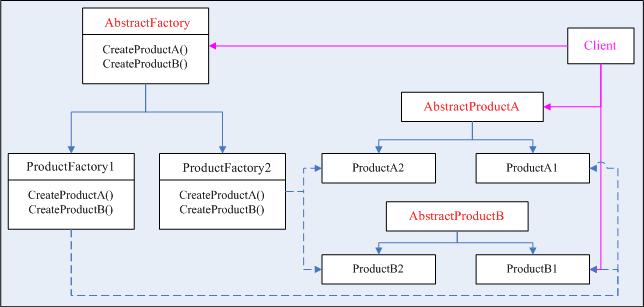 AbstractFactory
CreateProductA()
CreateProductB()
Client
AbstractProductA
ProductFactory1
CreateProductA()
CreateProductB()
ProductFactory2
CreateProductA()
CreateProductB()
ProductA2
ProductA1
AbstractProductB
ProductB2
ProductB1